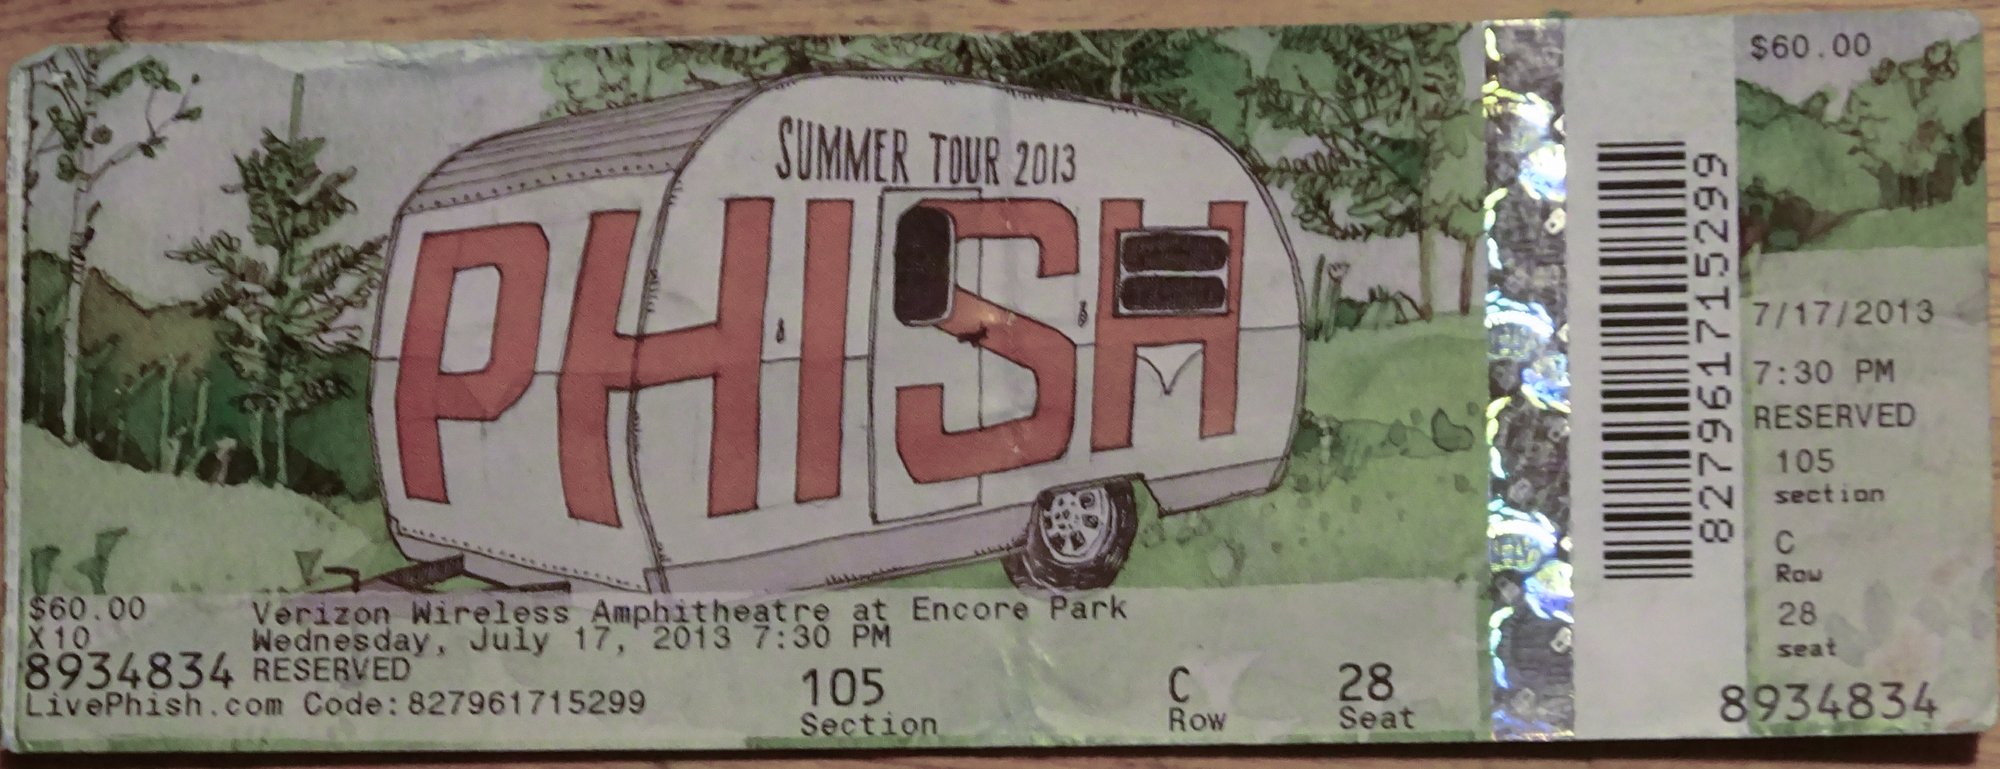 SUMMER TOUR 2013
PHISH
$60.00
X10
8934834
Verizon Wireless Amphitheatre at Encore Park
Wednesday, July 17, 2013 7:30 PM
RESERVED
LivePhish.com Code:827961715299
105
Section
C
Row
28
Seat
827961715299
$60.00
7/17/2013
7:30 PM
RESERVED
105
section
C
Row
28
seat
8934834